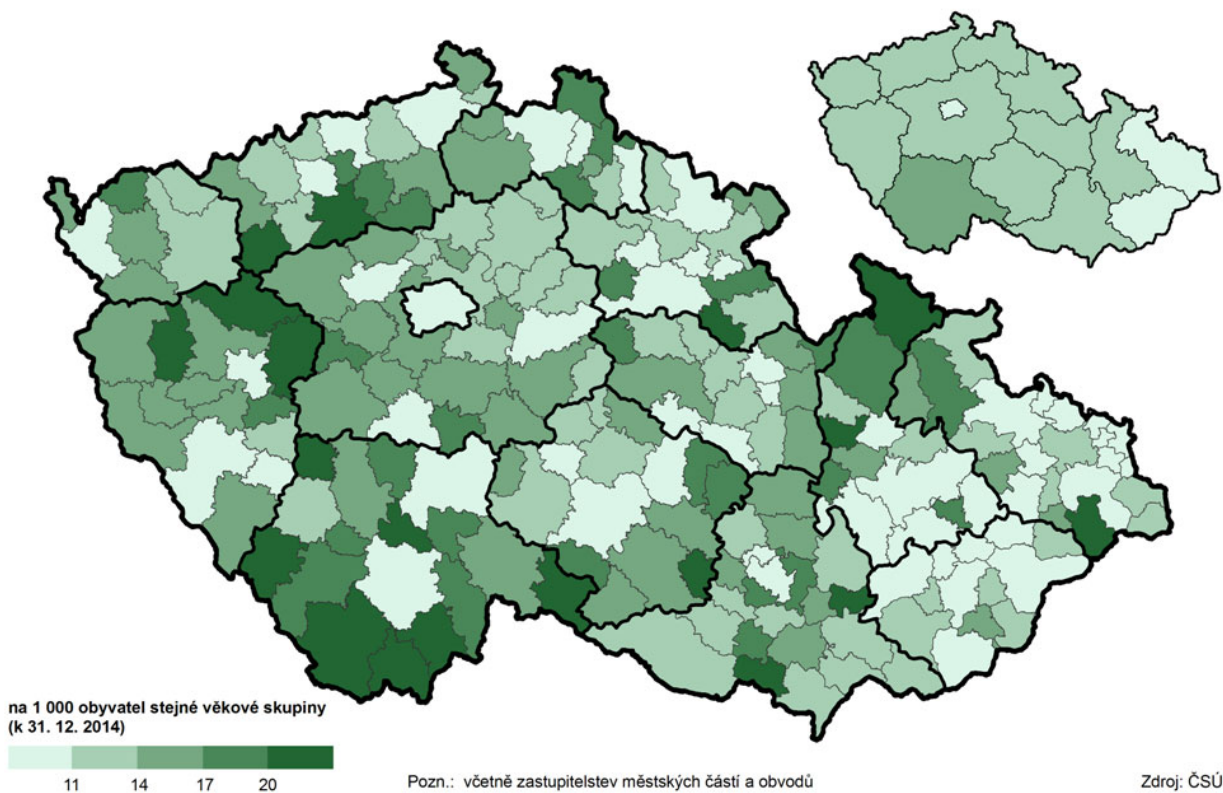 na 1 000 obyvatel stejné věkové skupiny
(k 31. 12. 2014)
11 14 17 20
Pozn.: včetně zastupitelstev městských částí a obvodů
Zdroj: ČSÚ